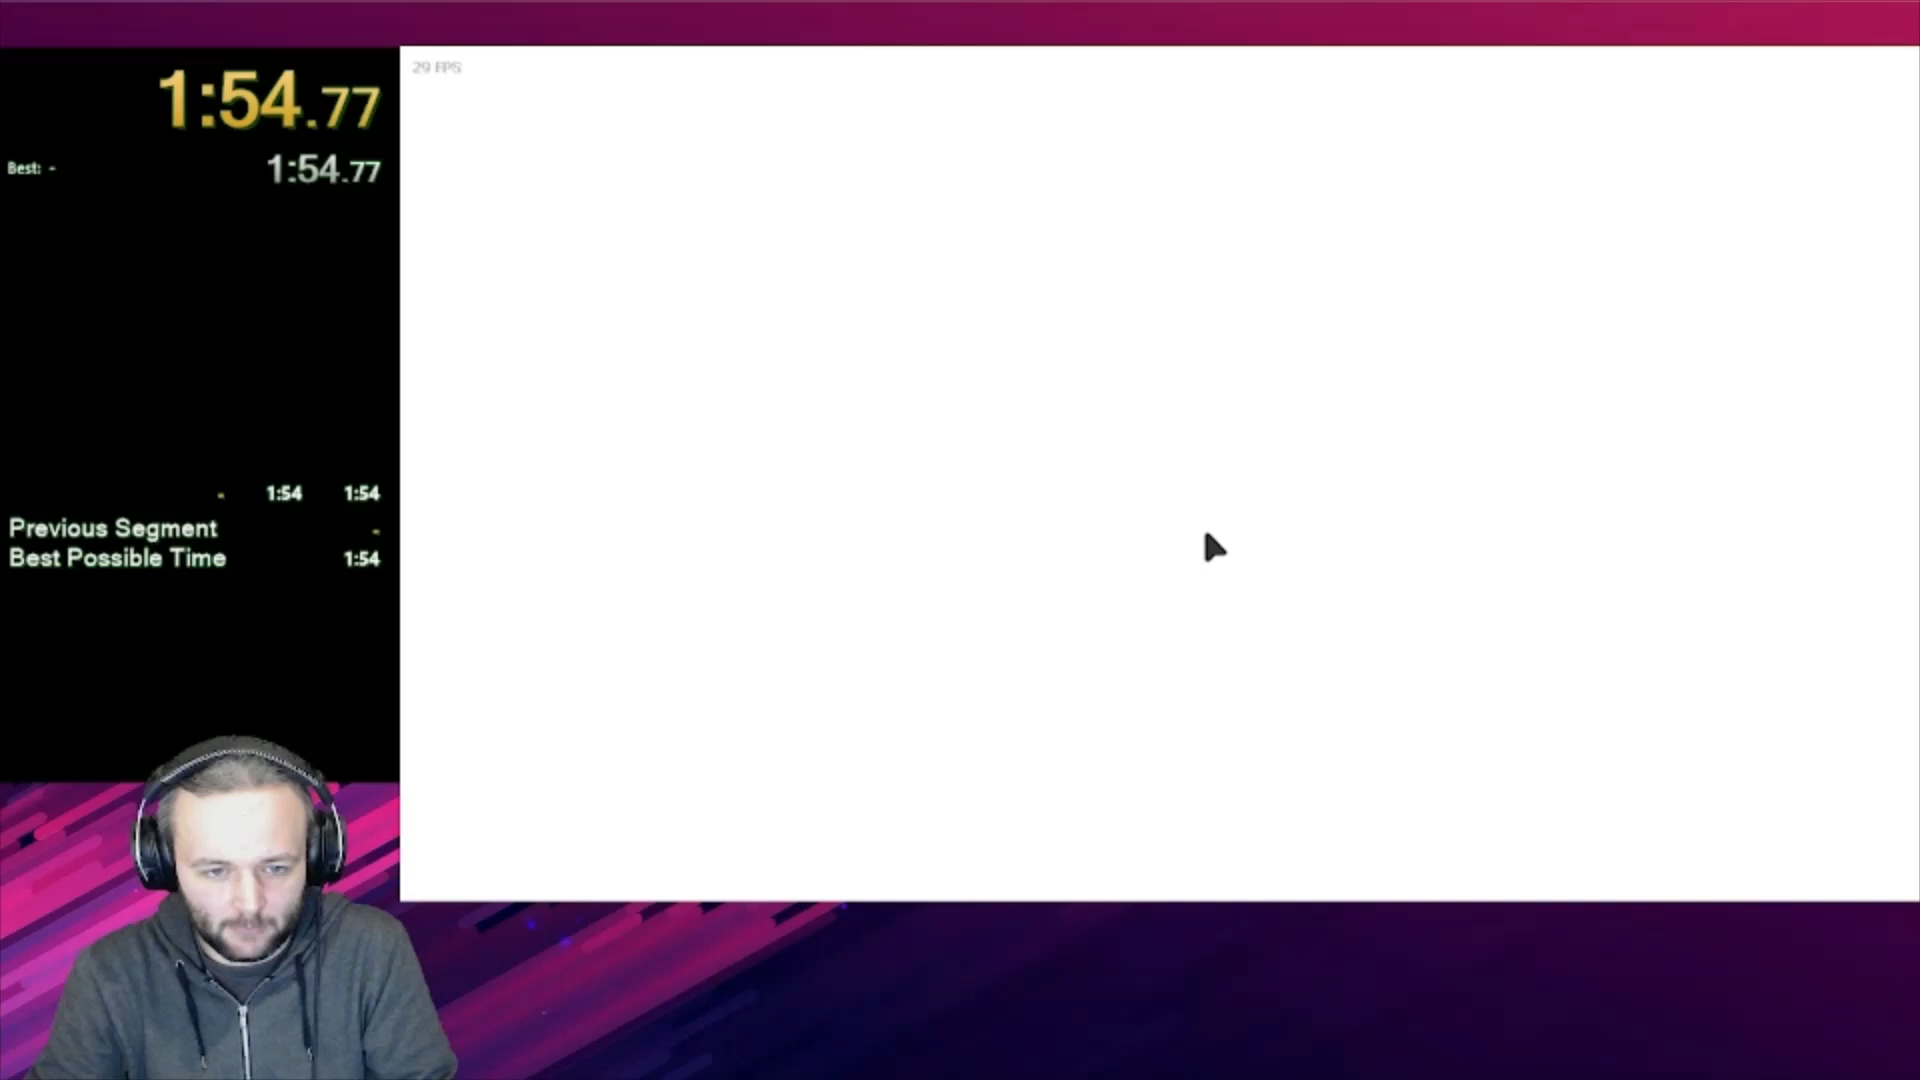 29 FPS
1:54.77
Best: - 1:54.77
- 1:54 1:54
Previous Segment -
Best Possible Time 1:54